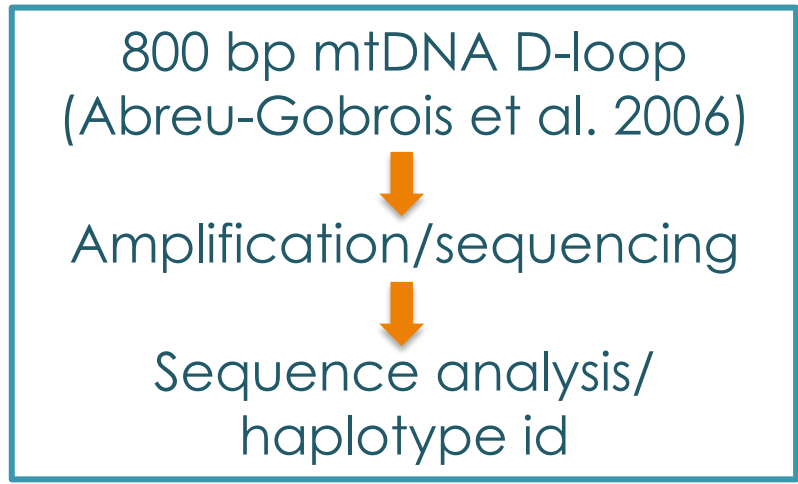 800 bp mtDNA D-loop
(Abreu-Gobrois et al. 2006)
Amplification/sequencing
Sequence analysis/
haplotype id